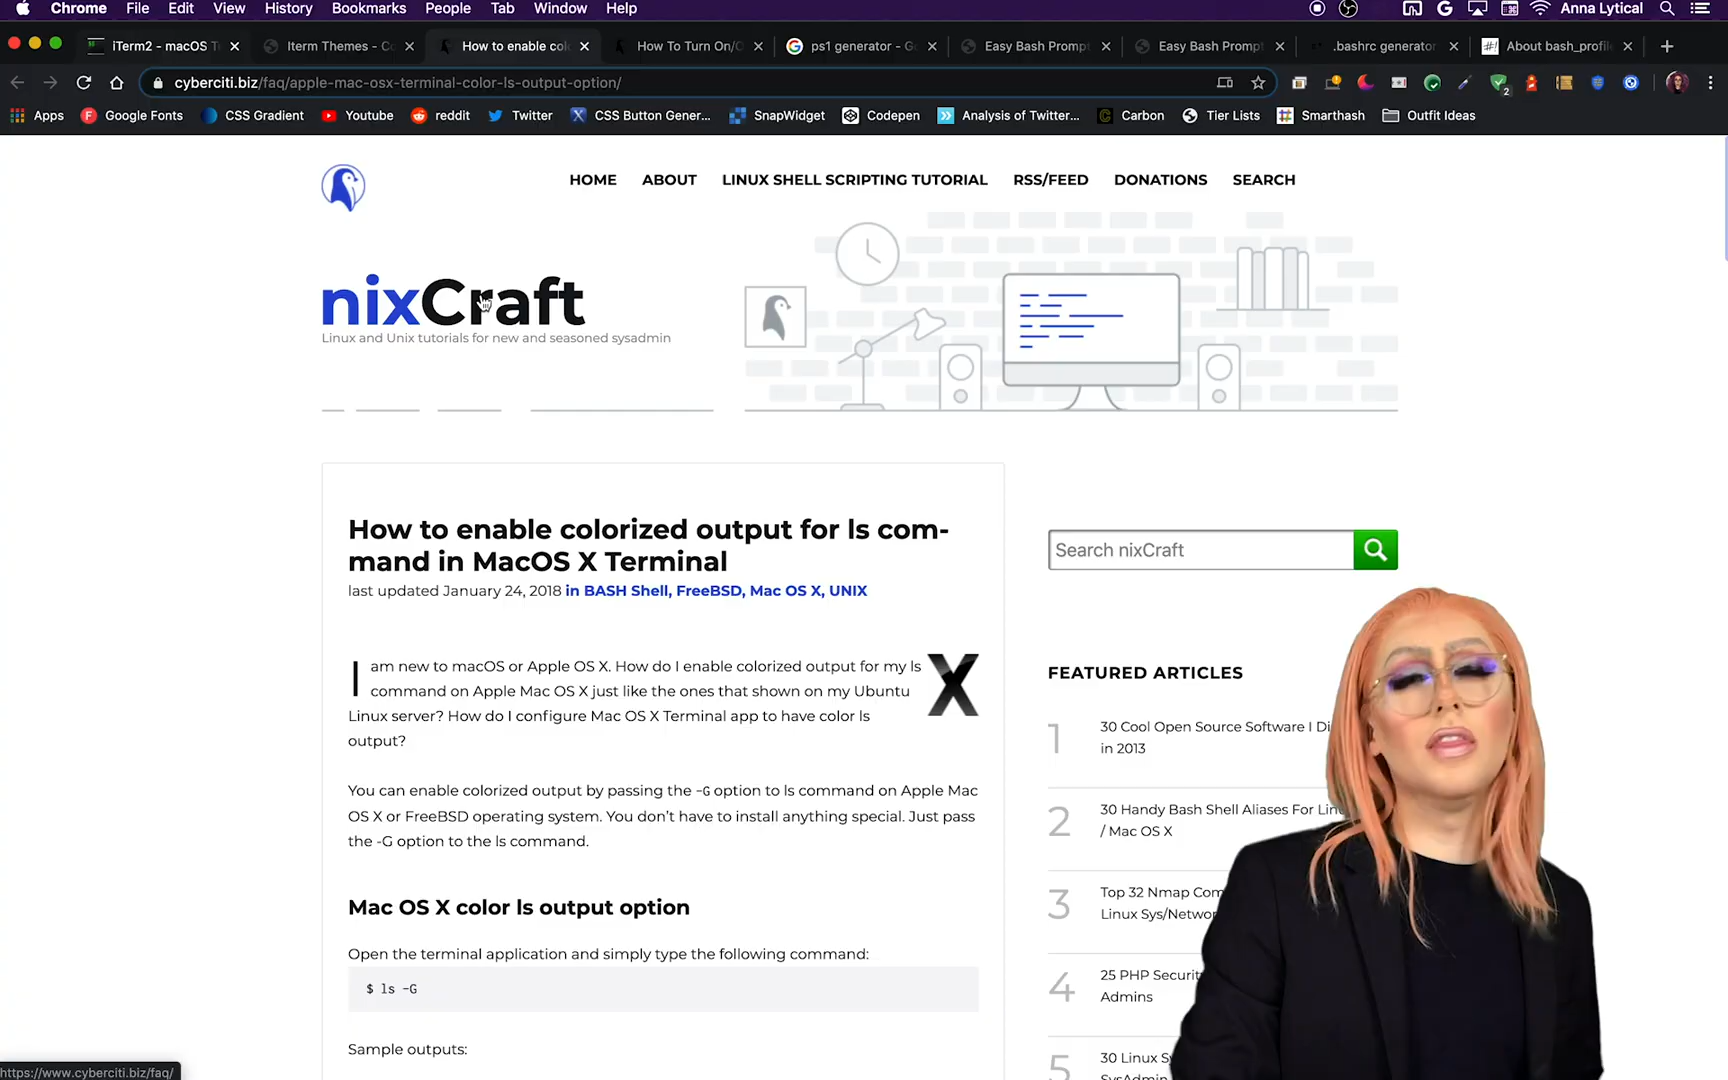 Chrome File Edit View History Bookmarks People Tab Window Help Anna Lytical
iTerm2 - macOS T Iterm Themes - Co How to enable col How To Turn On/O ps1 generator - Go Easy Bash Prompt Easy Bash Prompt .bashrc generator About bash_profil
cyberciti.biz/faq/apple-mac-osx-terminal-color-ls-output-option/
2
Apps Google Fonts CSS Gradient Youtube reddit Twitter CSS Button Gener... SnapWidget Codepen Analysis of Twitter... Carbon Tier Lists Smarthash Outfit Ideas
HOME ABOUT LINUX SHELL SCRIPTING TUTORIAL RSS/FEED DONATIONS SEARCH
nixCraft
Linux and Unix tutorials for new and seasoned sysadmin
How to enable colorized output for ls com-
mand in MacOS X Terminal
last updated January 24, 2018 in BASH Shell, FreeBSD, Mac OS X, UNIX
I am new to macOS or Apple OS X. How do I enable colorized output for my ls
command on Apple Mac OS X just like the ones that shown on my Ubuntu
Linux server? How do I configure Mac OS X Terminal app to have color ls
output?
X
You can enable colorized output by passing the -G option to ls command on Apple Mac
OS X or FreeBSD operating system. You don't have to install anything special. Just pass
the -G option to the ls command.
Mac OS X color ls output option
Open the terminal application and simply type the following command:
$ ls -G
Sample outputs:
Search nixCraft
FEATURED ARTICLES
1 30 Cool Open Source Software I Di
in 2013
2 30 Handy Bash Shell Aliases For Linu
/ Mac OS X
3 Top 32 Nmap Com
Linux Sys/Networ
4 25 PHP Securit
Admins
5 30 Linux Sy
SysAdmin
https://www.cyberciti.biz/faq/